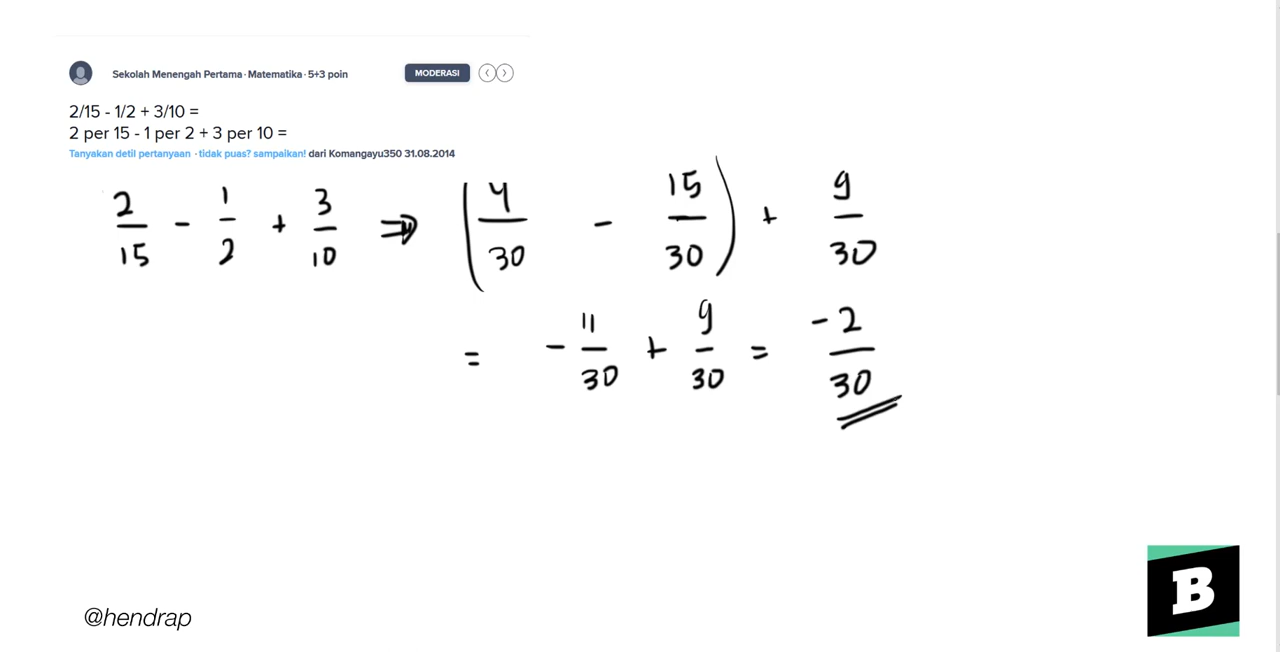 Sekolah Menengah Pertama · Matematika · 5+3 poin
MODERASI
2/15 - 1/2 + 3/10 =
2 per 15 - 1 per 2 + 3 per 10 =
Tanyakan detil pertanyaan · tidak puas? sampaikan! dari Komangayu350 31.08.2014
2/15 - 1/2 + 3/10 ⇒ (4/30 - 15/30) + 9/30
= - 11/30 + 9/30 = -2/30
@hendrap
B